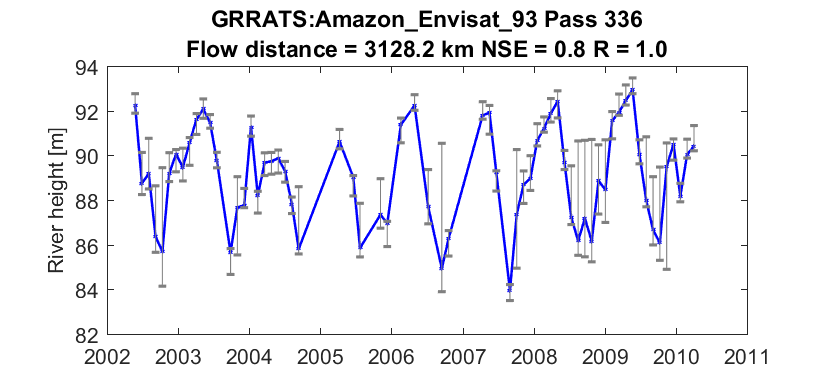 GRRATS:Amazon_Envisat_93 Pass 336
Flow distance = 3128.2 km NSE = 0.8 R = 1.0
River height [m]
94
92
90
88
86
84
82
2002 2003 2004 2005 2006 2007 2008 2009 2010 2011